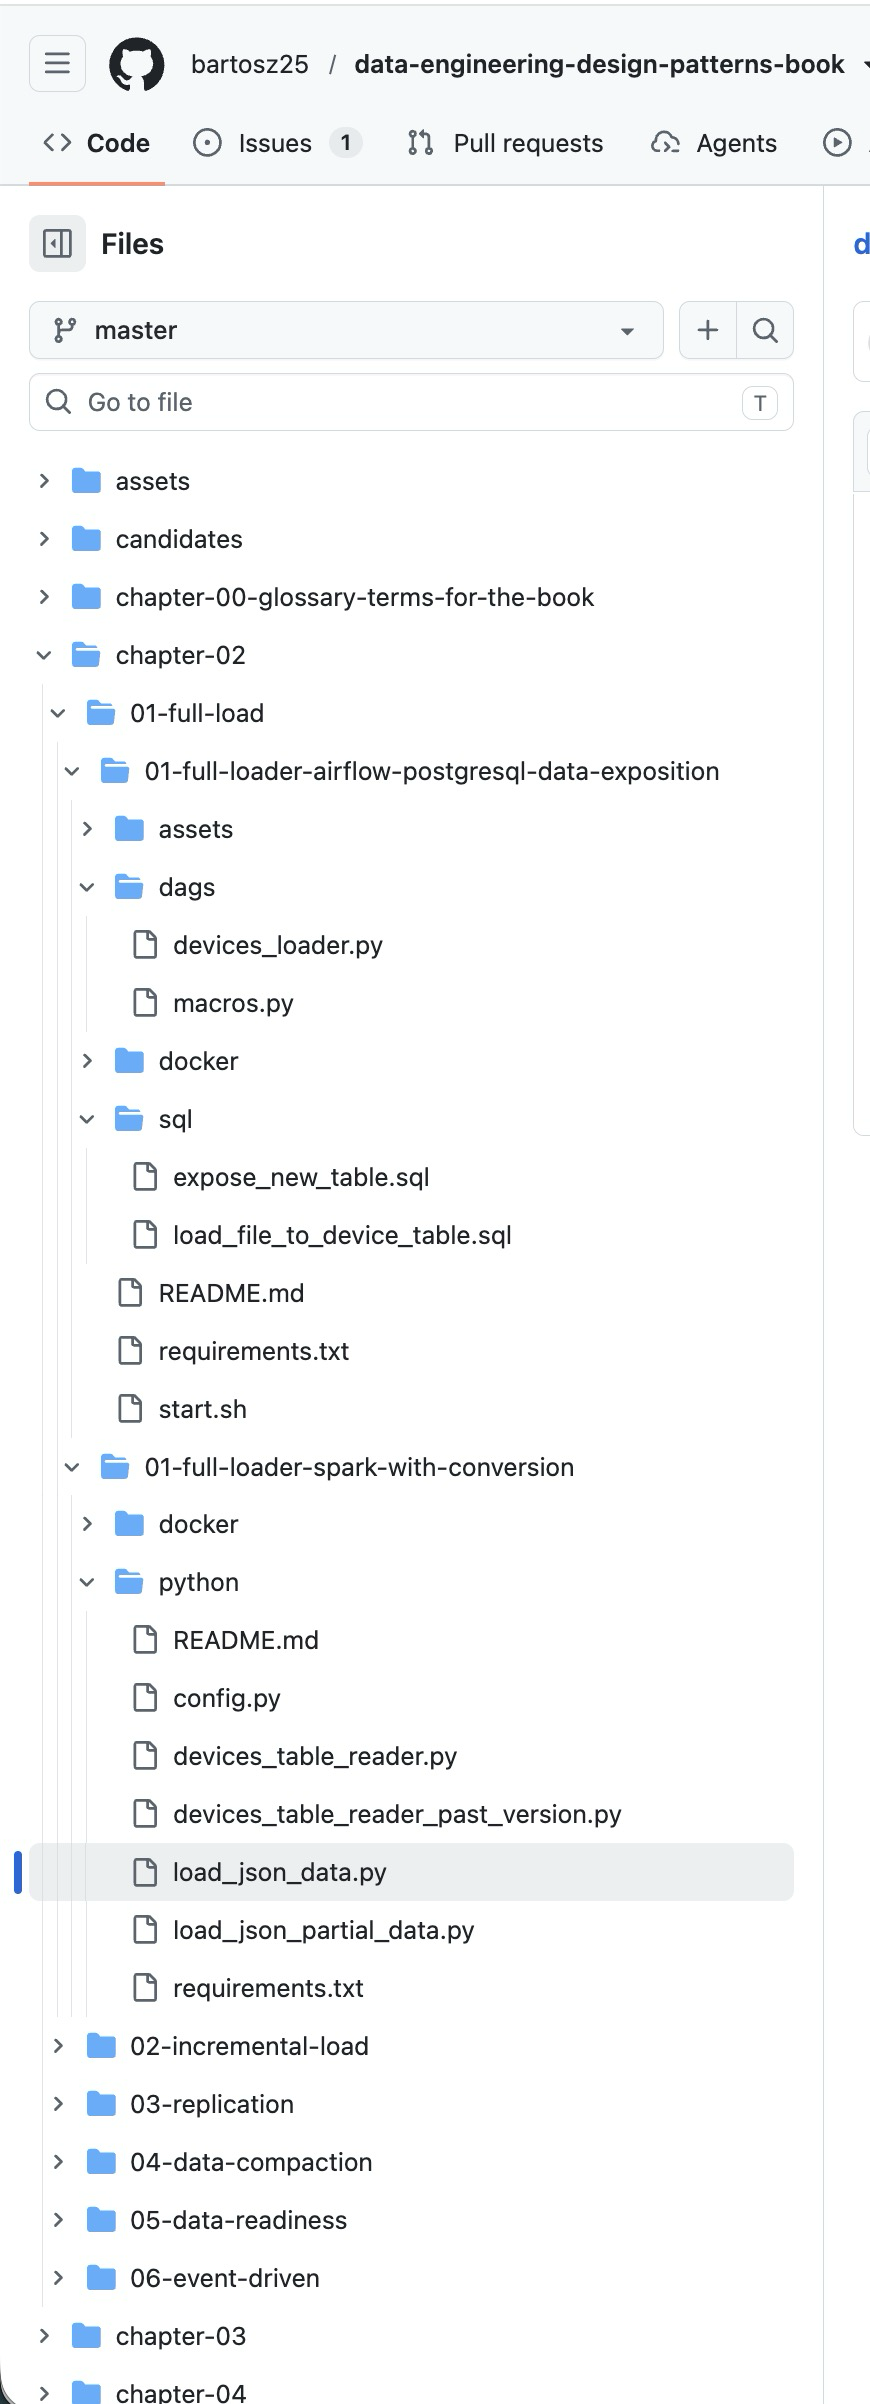 bartosz25 / data-engineering-design-patterns-book
Code Issues 1 Pull requests Agents
Files
master
Go to file T
assets
candidates
chapter-00-glossary-terms-for-the-book
chapter-02
01-full-load
01-full-loader-airflow-postgresql-data-exposition
assets
dags
devices_loader.py
macros.py
docker
sql
expose_new_table.sql
load_file_to_device_table.sql
README.md
requirements.txt
start.sh
01-full-loader-spark-with-conversion
docker
python
README.md
config.py
devices_table_reader.py
devices_table_reader_past_version.py
load_json_data.py
load_json_partial_data.py
requirements.txt
02-incremental-load
03-replication
04-data-compaction
05-data-readiness
06-event-driven
chapter-03
chapter-04